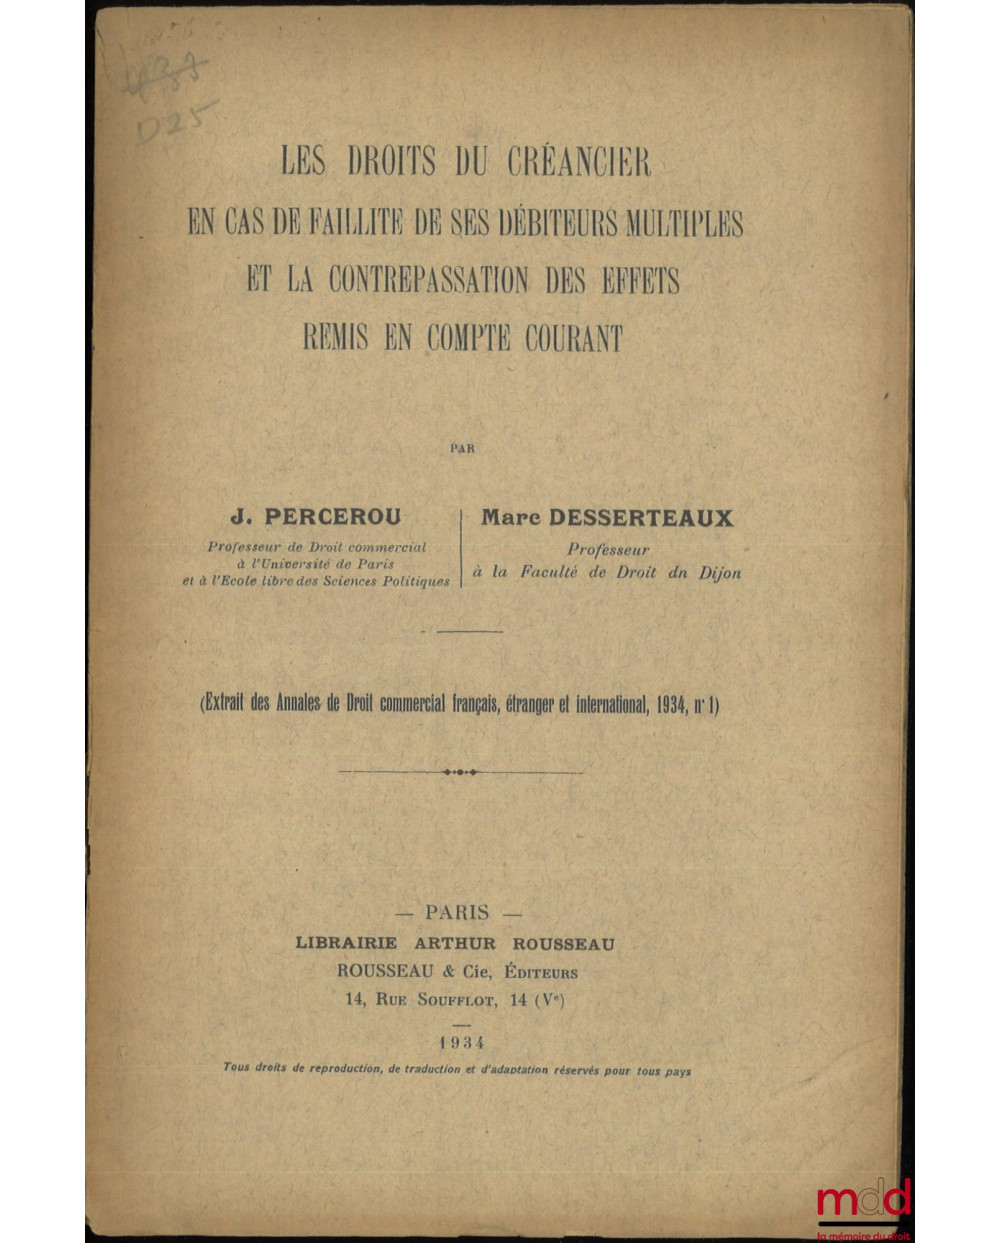 D25
LES DROITS DU CRÉANCIER
EN CAS DE FAILLITE DE SES DÉBITEURS MULTIPLES
ET LA CONTREPASSATION DES EFFETS
REMIS EN COMPTE COURANT
PAR
J. PERCEROU
Professeur de Droit commercial
à l'Université de Paris
et à l'Ecole libre des Sciences Politiques
Marc DESSERTEAUX
Professeur
à la Faculté de Droit dn Dijon
(Extrait des Annales de Droit commercial français, étranger et international, 1934, n° 1)
— PARIS —
LIBRAIRIE ARTHUR ROUSSEAU
ROUSSEAU & Cie, ÉDITEURS
14, RUE SOUFFLOT, 14 (Ve)
1934
Tous droits de reproduction, de traduction et d'adaptation réservés pour tous pays
mdd
la mémoire du droit